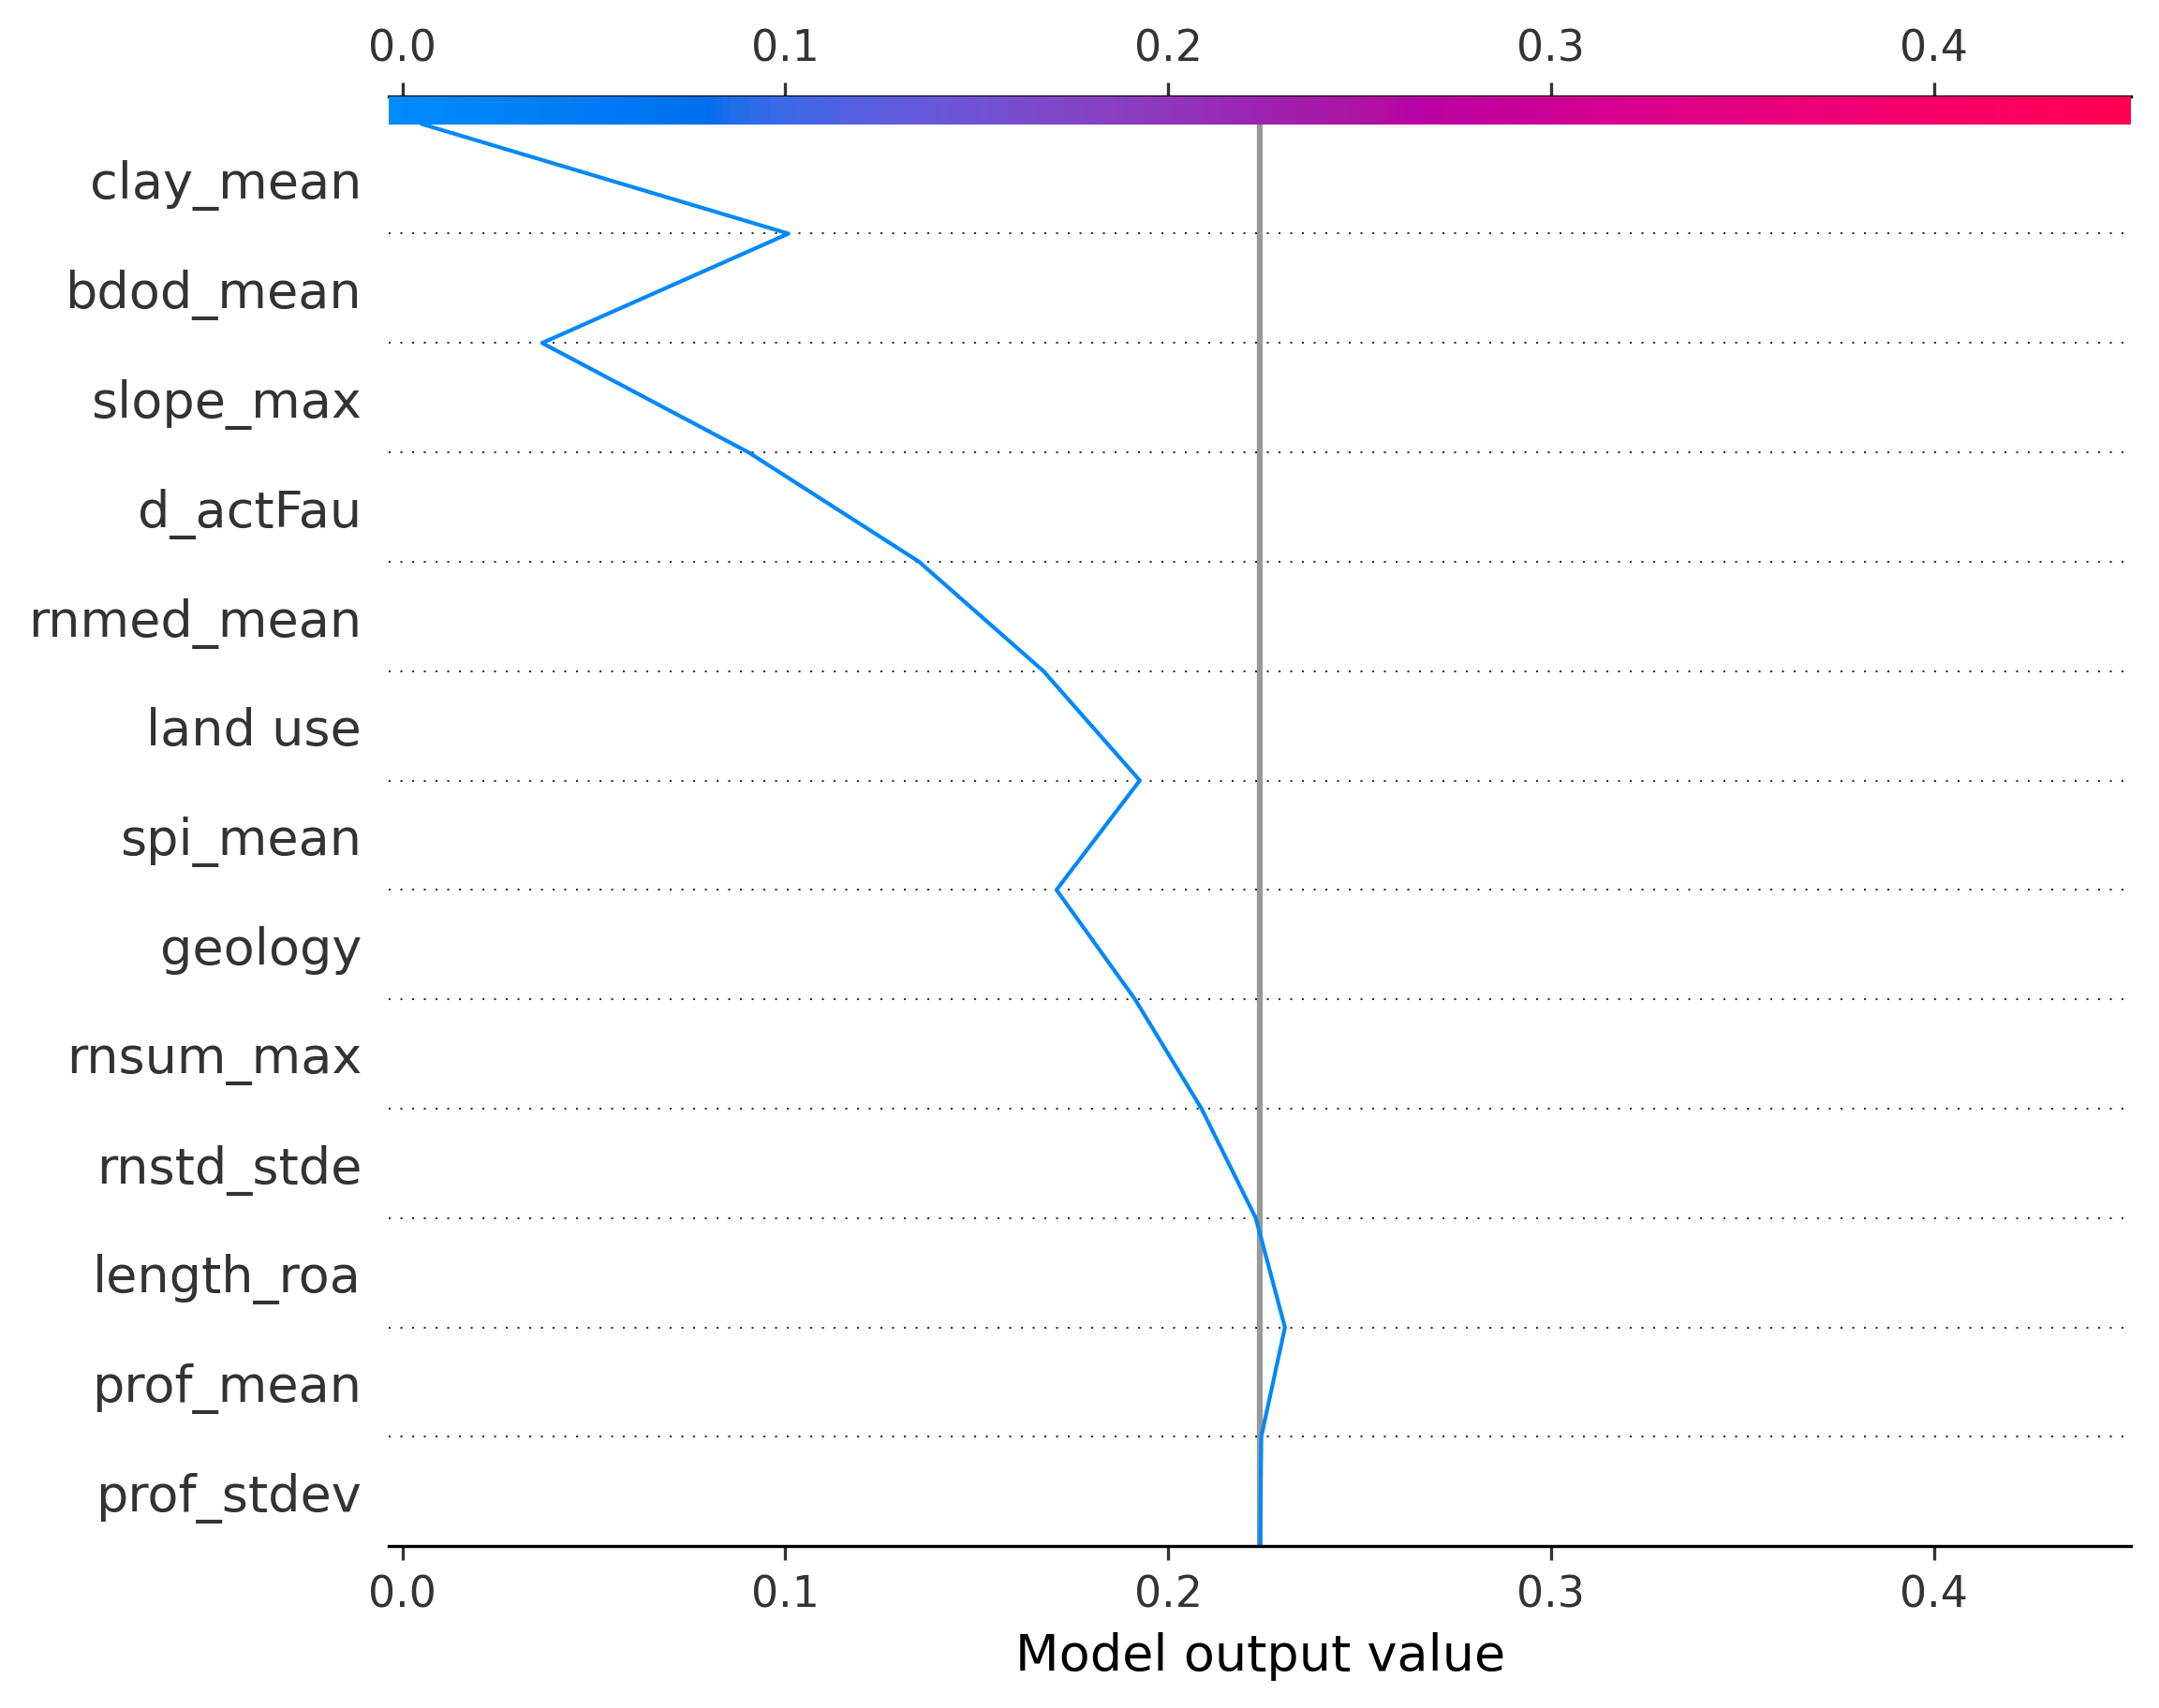 0.0 0.1 0.2 0.3 0.4
clay_mean
bdod_mean
slope_max
d_actFau
rnmed_mean
land use
spi_mean
geology
rnsum_max
rnstd_stde
length_roa
prof_mean
prof_stdev
0.0 0.1 0.2 0.3 0.4
Model output value